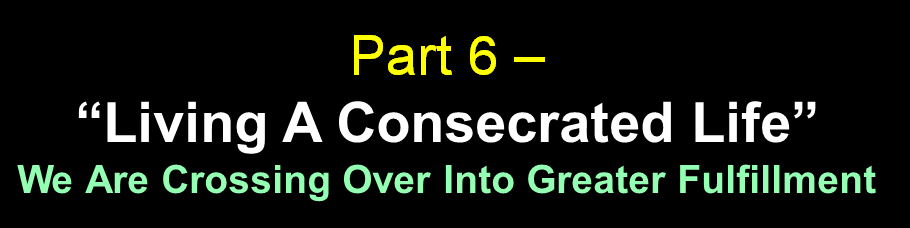 Part 6 –
“Living A Consecrated Life”
We Are Crossing Over Into Greater Fulfillment